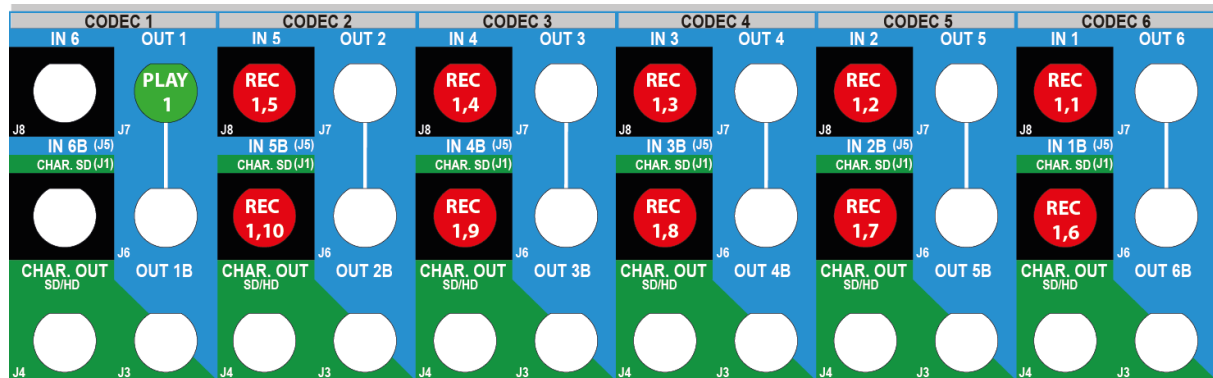 CODEC 1 CODEC 2 CODEC 3 CODEC 4 CODEC 5 CODEC 6
IN 6 OUT 1 IN 5 OUT 2 IN 4 OUT 3 IN 3 OUT 4 IN 2 OUT 5 IN 1 OUT 6
PLAY REC REC REC REC REC
1 1,5 1,4 1,3 1,2 1,1
J8 J7 J8 J7 J8 J7 J8 J7 J8 J7 J8 J7
IN 6B (J5) IN 5B (J5) IN 4B (J5) IN 3B (J5) IN 2B (J5) IN 1B (J5)
CHAR. SD (J1) CHAR. SD (J1) CHAR. SD (J1) CHAR. SD (J1) CHAR. SD (J1) CHAR. SD (J1)
REC REC REC REC REC
1,10 1,9 1,8 1,7 1,6
J6 J6 J6 J6 J6 J6
CHAR. OUT OUT 1B CHAR. OUT OUT 2B CHAR. OUT OUT 3B CHAR. OUT OUT 4B CHAR. OUT OUT 5B CHAR. OUT OUT 6B
SD/HD SD/HD SD/HD SD/HD SD/HD SD/HD
J4 J3 J4 J3 J4 J3 J4 J3 J4 J3 J4 J3